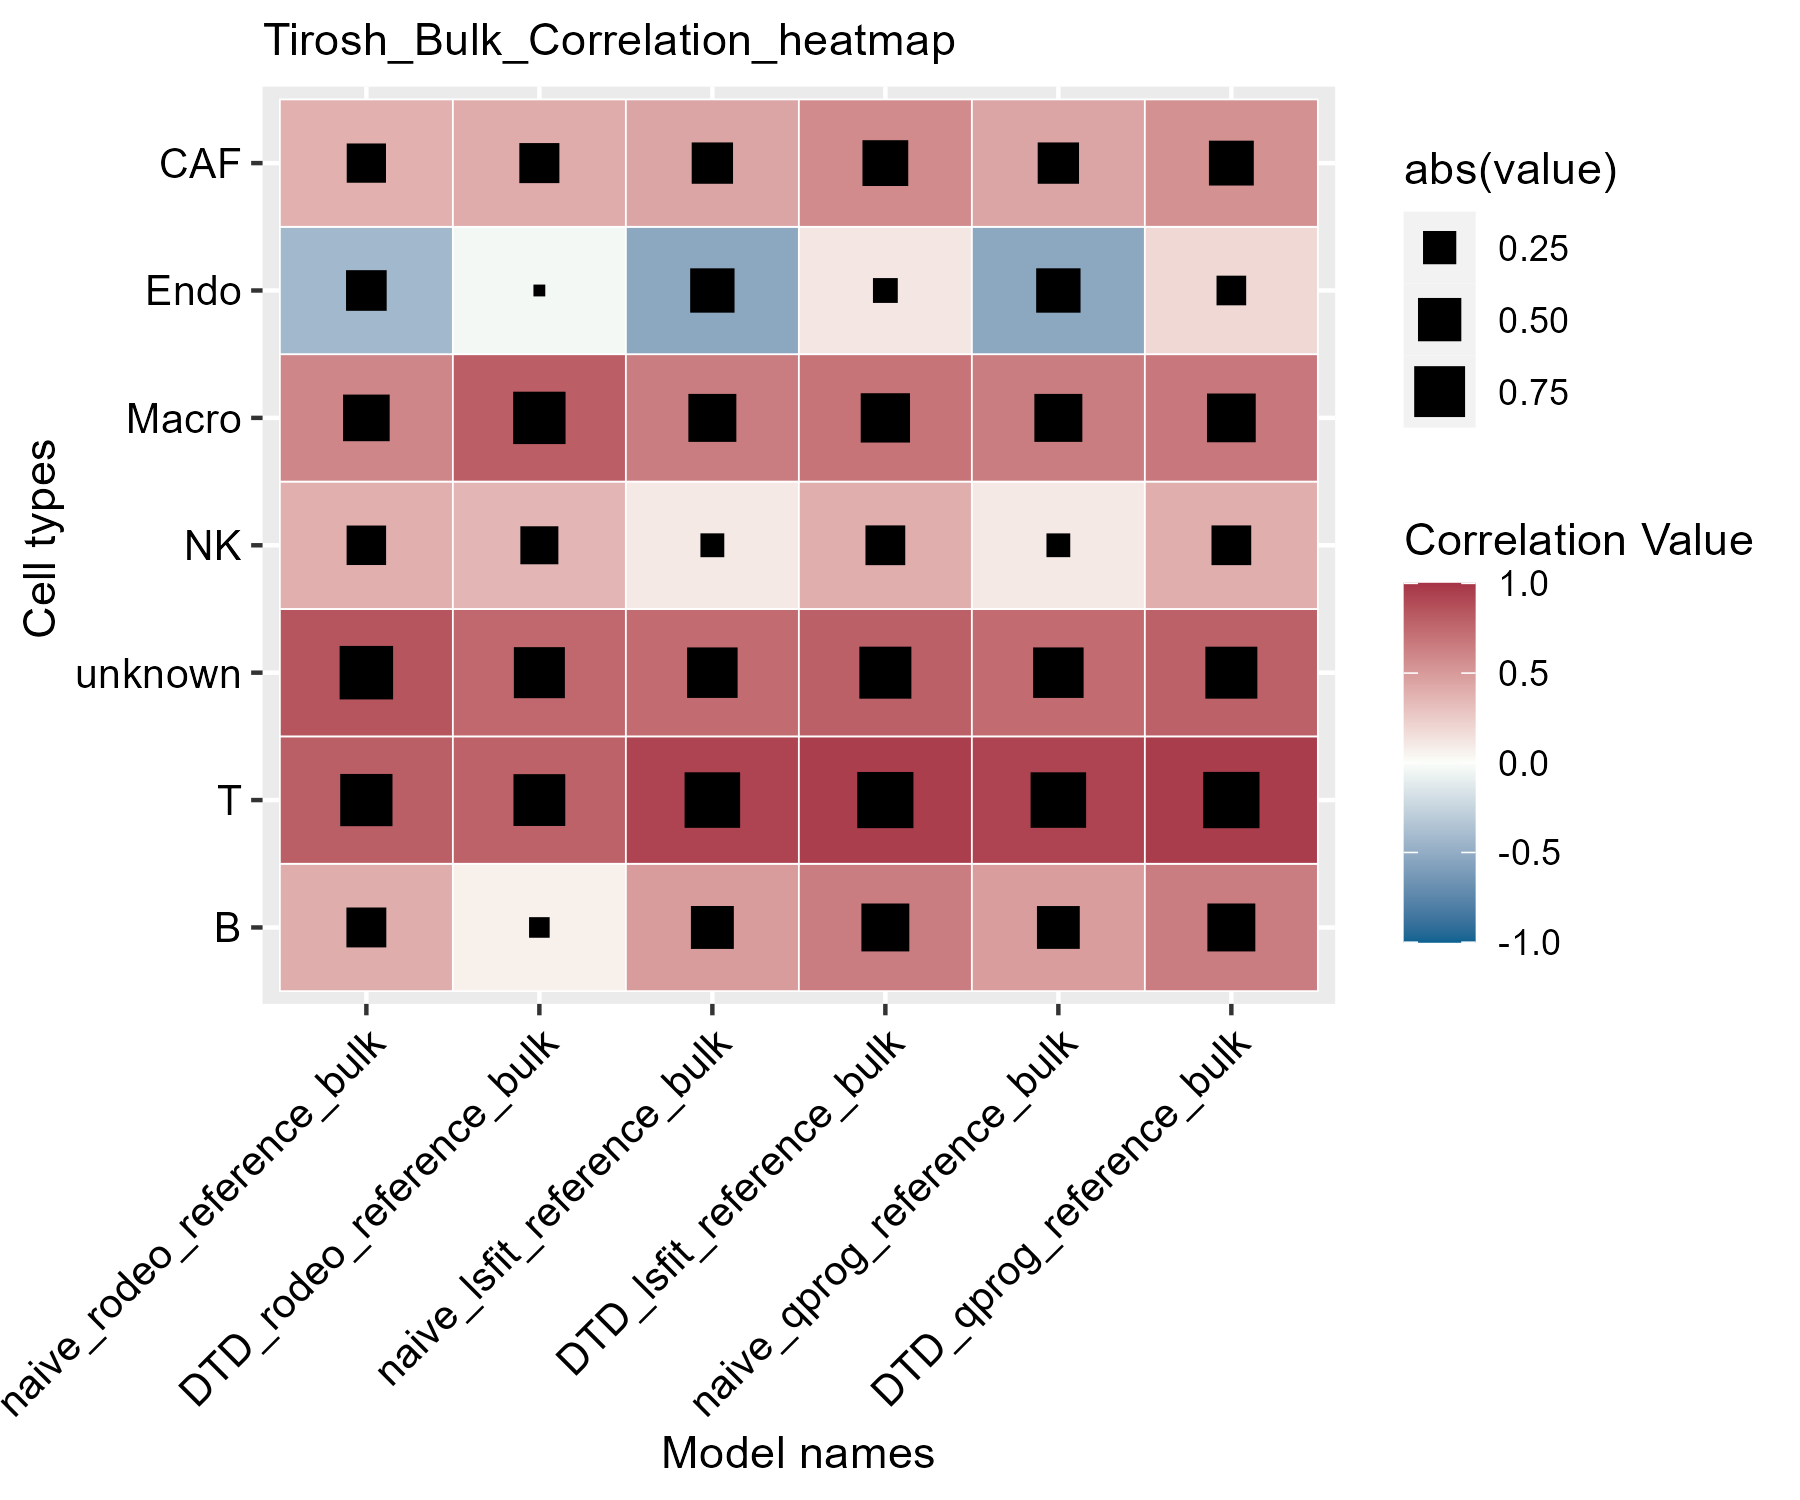 Tirosh_Bulk_Correlation_heatmap
Cell types
CAF
Endo
Macro
NK
unknown
T
B
naive_rodeo_reference_bulk
DTD_rodeo_reference_bulk
naive_lsfit_reference_bulk
DTD_lsfit_reference_bulk
naive_qprog_reference_bulk
DTD_qprog_reference_bulk
Model names
abs(value)
0.25
0.50
0.75
Correlation Value
1.0
0.5
0.0
-0.5
-1.0